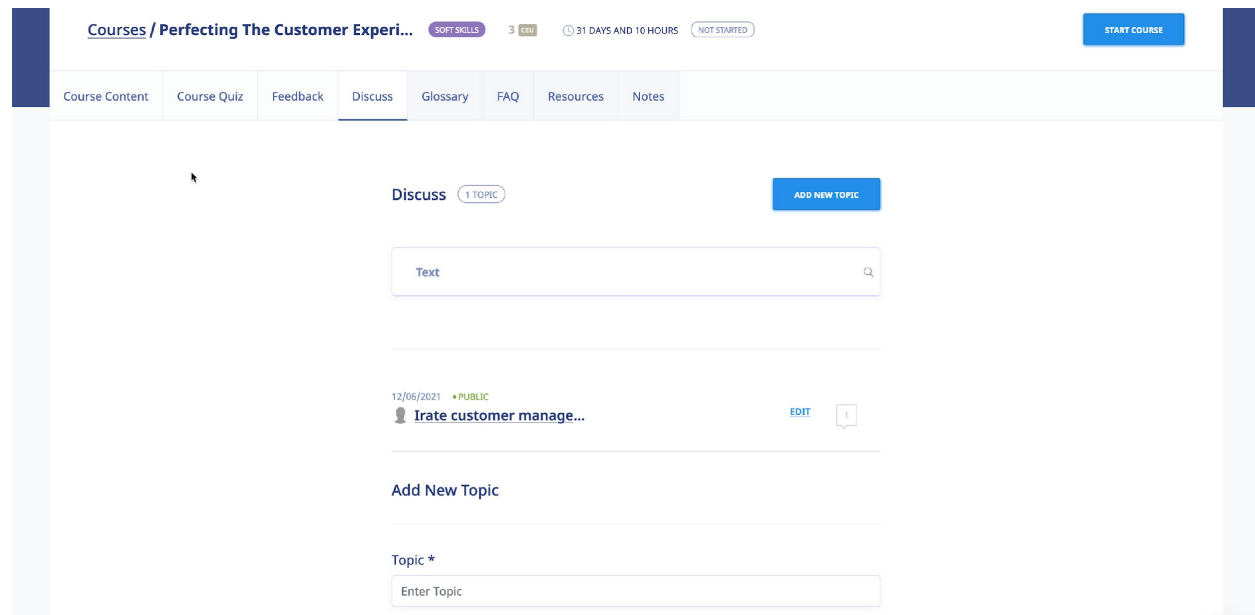 Courses / Perfecting The Customer Experi... SOFT SKILLS 3 CEU 31 DAYS AND 10 HOURS NOT STARTED START COURSE
Course Content Course Quiz Feedback Discuss Glossary FAQ Resources Notes
Discuss 1 TOPIC ADD NEW TOPIC
Text
12/06/2021 • PUBLIC
Irate customer manage... EDIT 1
Add New Topic
Topic *
Enter Topic